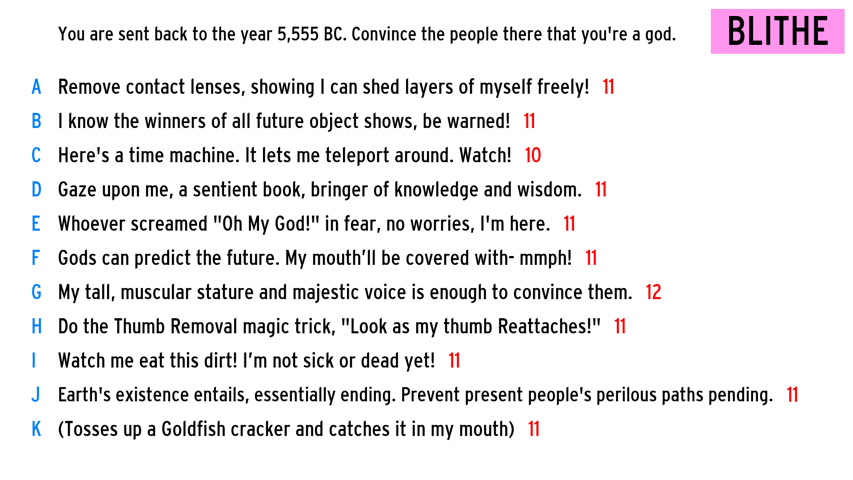 You are sent back to the year 5,555 BC. Convince the people there that you're a god.
BLITHE
A Remove contact lenses, showing I can shed layers of myself freely! 11
B I know the winners of all future object shows, be warned! 11
C Here's a time machine. It lets me teleport around. Watch! 10
D Gaze upon me, a sentient book, bringer of knowledge and wisdom. 11
E Whoever screamed "Oh My God!" in fear, no worries, I'm here. 11
F Gods can predict the future. My mouth’ll be covered with- mmph! 11
G My tall, muscular stature and majestic voice is enough to convince them. 12
H Do the Thumb Removal magic trick, "Look as my thumb Reattaches!" 11
I Watch me eat this dirt! I’m not sick or dead yet! 11
J Earth's existence entails, essentially ending. Prevent present people's perilous paths pending. 11
K (Tosses up a Goldfish cracker and catches it in my mouth) 11